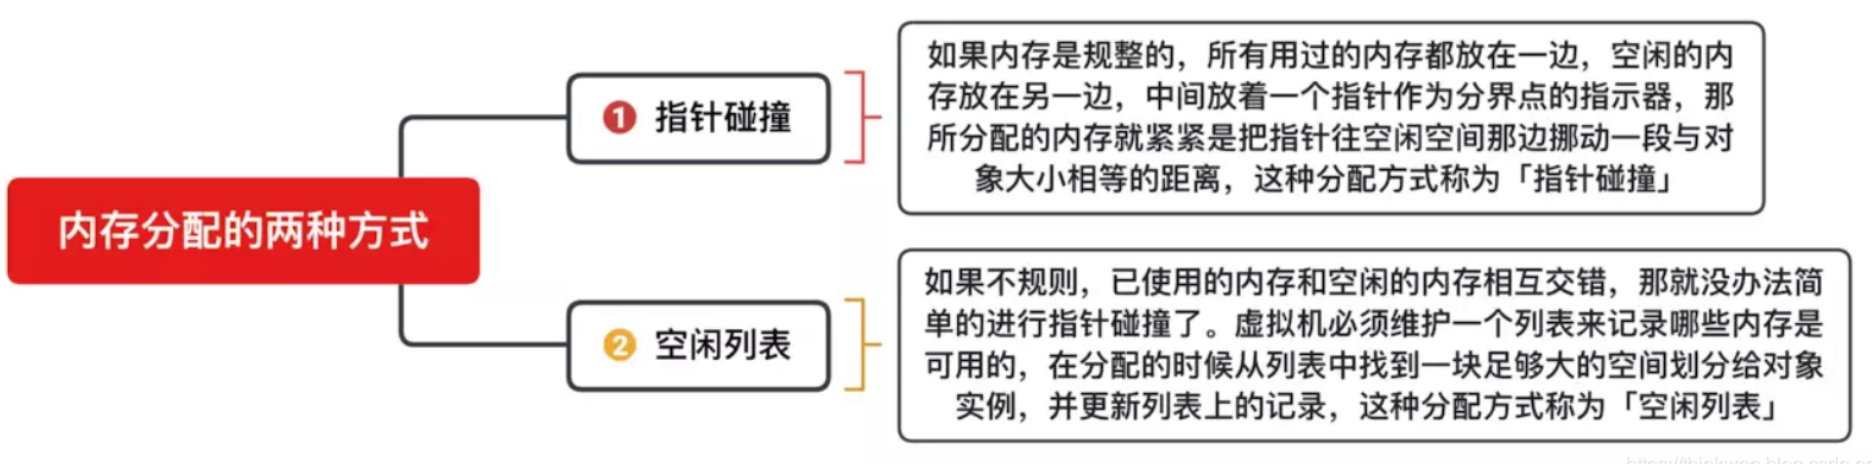 内存分配的两种方式
1 指针碰撞
如果内存是规整的，所有用过的内存都放在一边，空闲的内
存放在另一边，中间放着一个指针作为分界点的指示器，那
所分配的内存就紧紧是把指针往空闲空间那边挪动一段与对
象大小相等的距离，这种分配方式称为「指针碰撞」
2 空闲列表
如果不规则，已使用的内存和空闲的内存相互交错，那就没办法简
单的进行指针碰撞了。虚拟机必须维护一个列表来记录哪些内存是
可用的，在分配的时候从列表中找到一块足够大的空间划分给对象
实例，并更新列表上的记录，这种分配方式称为「空闲列表」